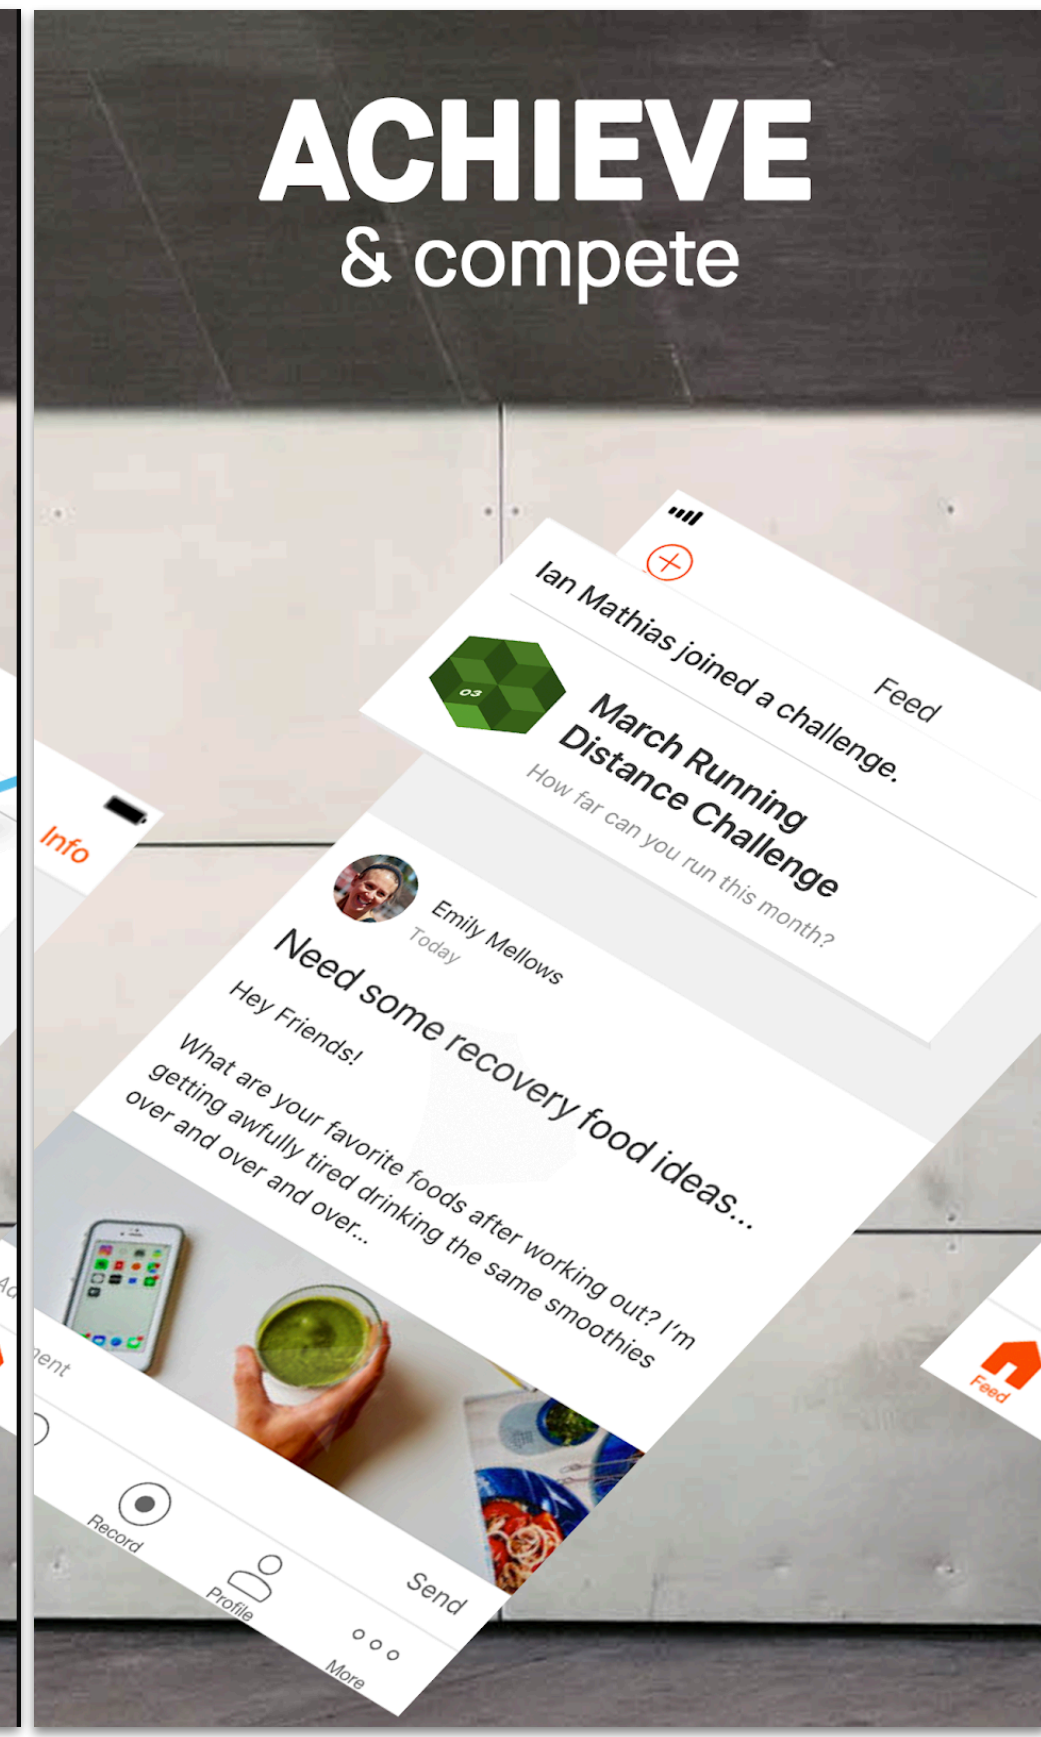 ACHIEVE
& compete
Feed
Ian Mathias joined a challenge.
03
March Running
Distance Challenge
How far can you run this month?
Info
Emily Mellows
Today
Need some recovery food ideas...
Hey Friends!
What are your favorite foods after working out? I'm
getting awfully tired drinking the same smoothies
over and over and over...
Send
Record
Profile
More
Feed